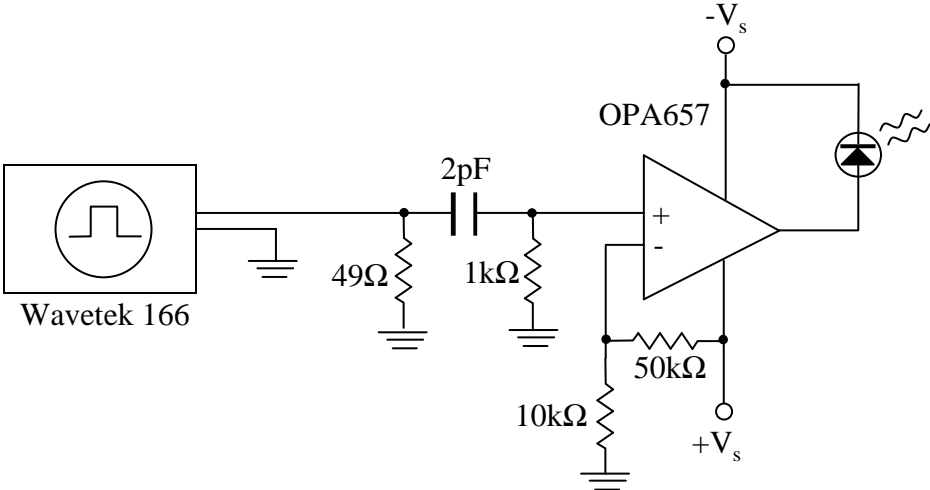 -Vs
OPA657
2pF
+
-
49Ω
1kΩ
Wavetek 166
50kΩ
10kΩ
+Vs